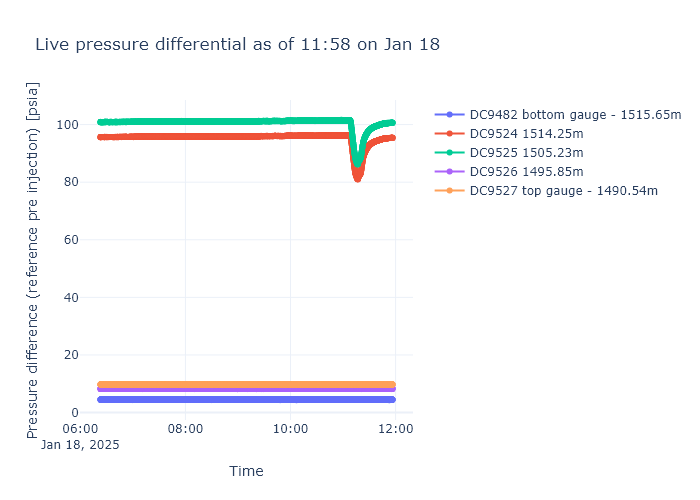 Live pressure differential as of 11:58 on Jan 18
Pressure difference (reference pre injection) [psia]
100
80
60
40
20
0
06:00
Jan 18, 2025
08:00
10:00
12:00
Time
DC9482 bottom gauge - 1515.65m
DC9524 1514.25m
DC9525 1505.23m
DC9526 1495.85m
DC9527 top gauge - 1490.54m